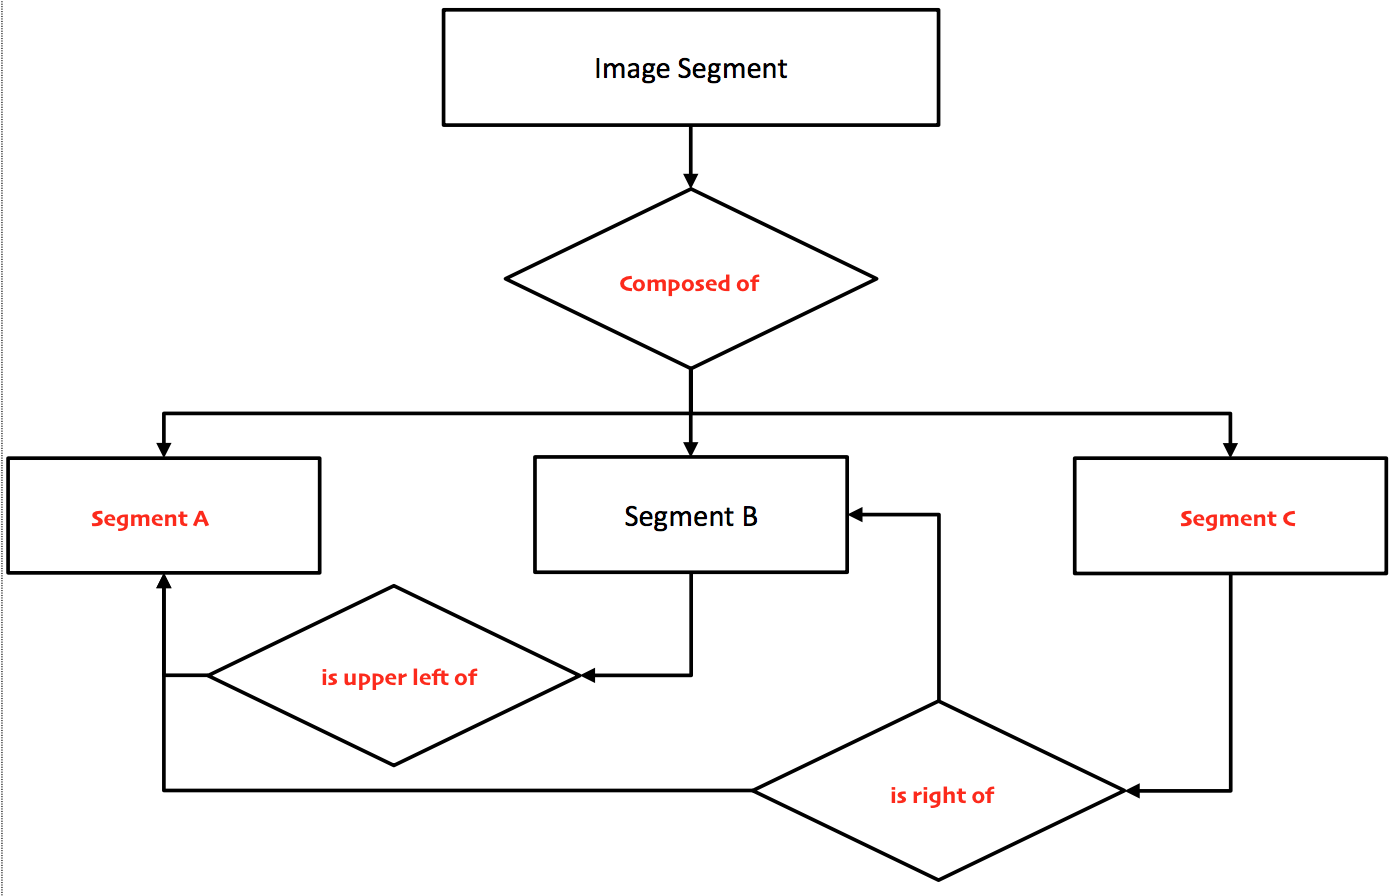 Image Segment
Composed of
Segment A
Segment B
Segment C
is upper left of
is right of